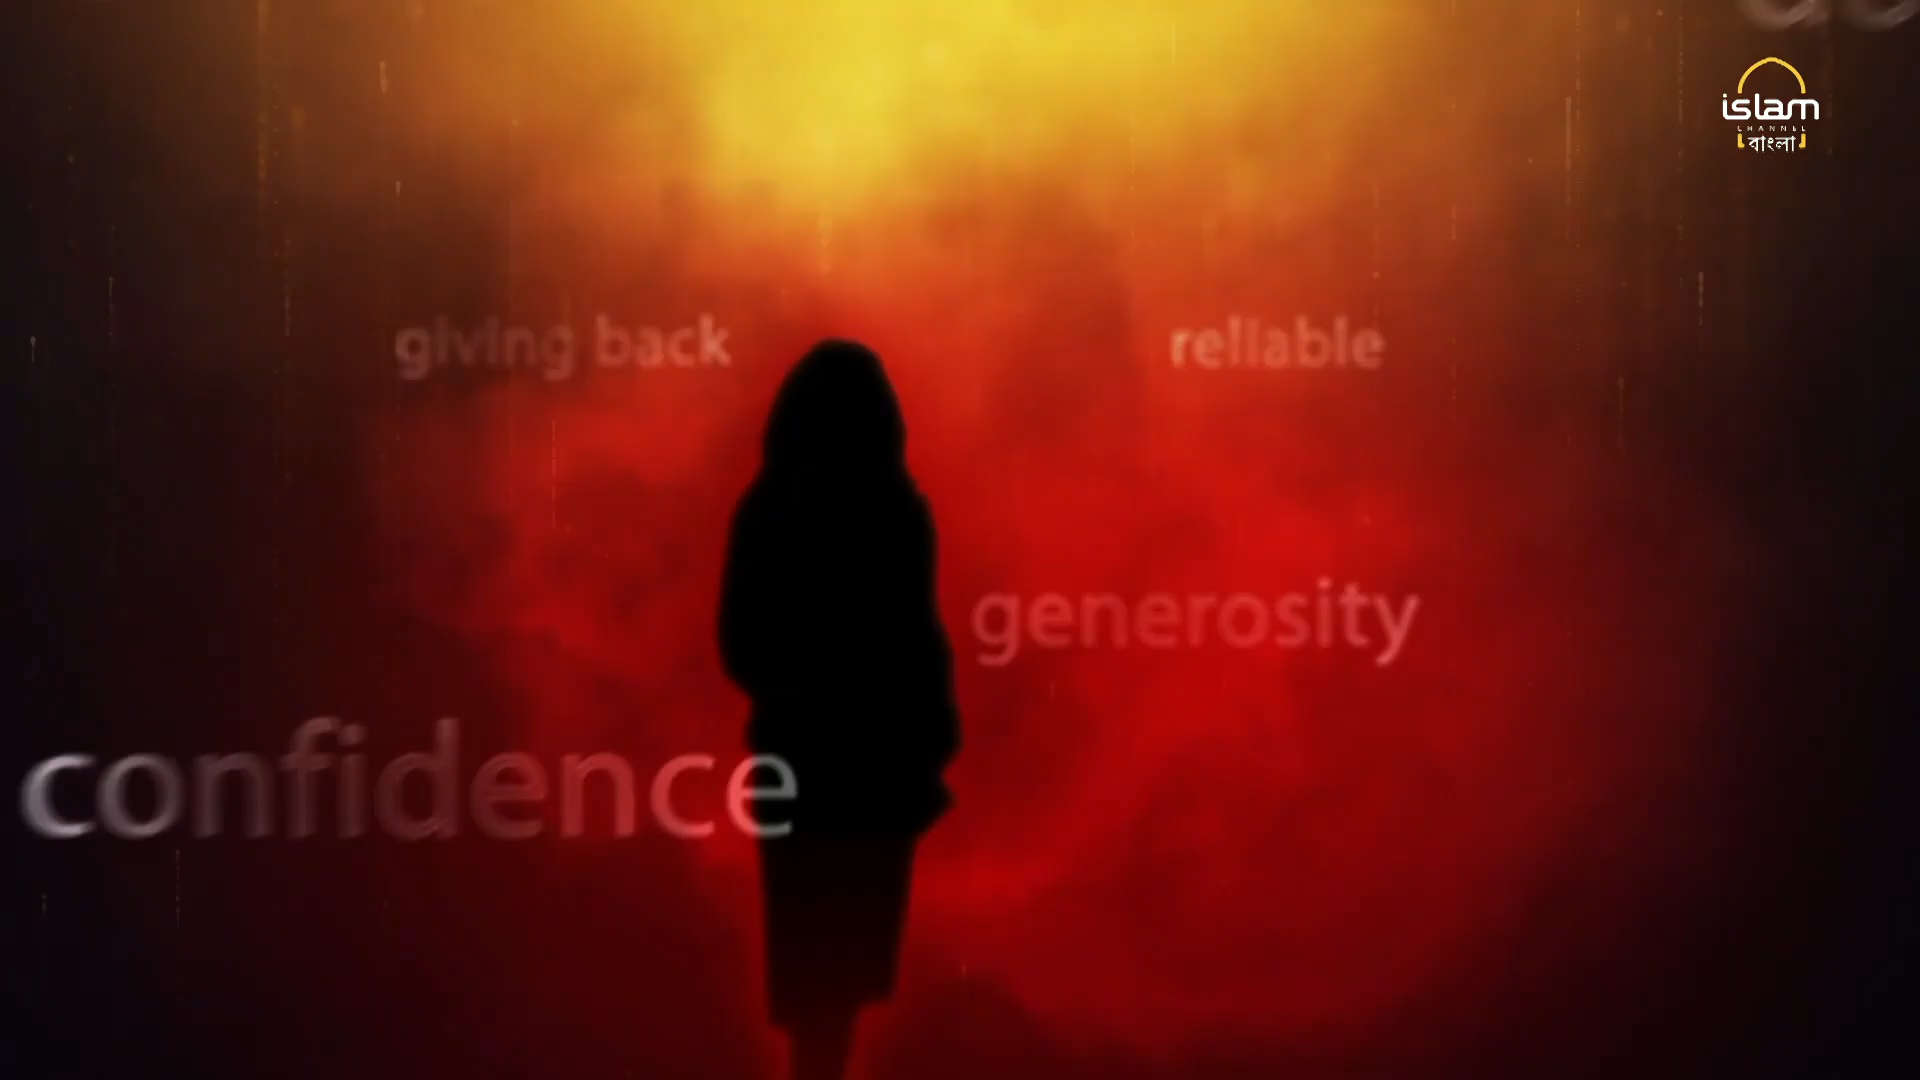 islam
CHANNEL
বাংলা
giving back
reliable
generosity
confidence